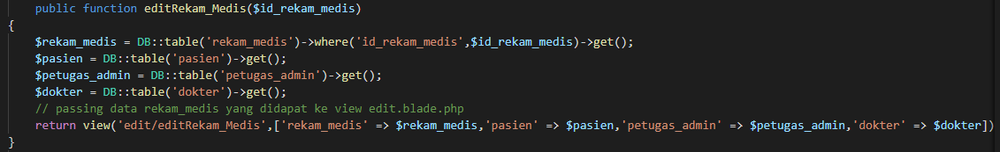 public function editRekam_Medis($id_rekam_medis)
{
$rekam_medis = DB::table('rekam_medis')->where('id_rekam_medis',$id_rekam_medis)->get();
$pasien = DB::table('pasien')->get();
$petugas_admin = DB::table('petugas_admin')->get();
$dokter = DB::table('dokter')->get();
// passing data rekam_medis yang didapat ke view edit.blade.php
return view('edit/editRekam_Medis',['rekam_medis' => $rekam_medis,'pasien' => $pasien,'petugas_admin' => $petugas_admin,'dokter' => $dokter])
}